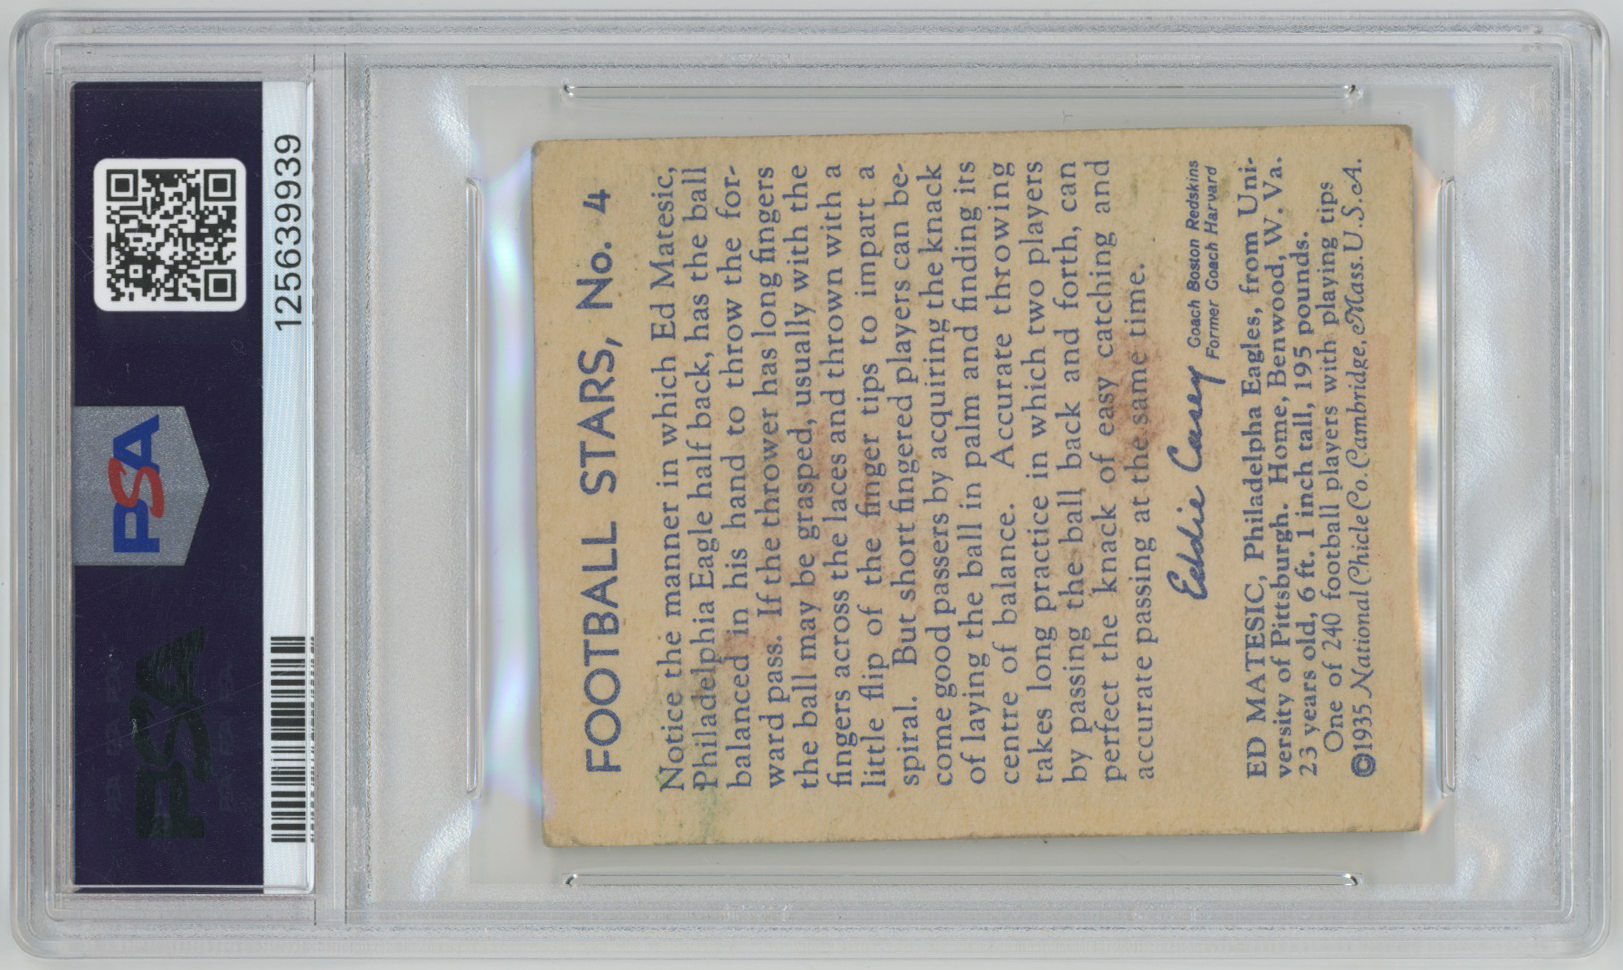 PSA
PSA
125639939
FOOTBALL STARS, No. 4
Notice the manner in which Ed Matesic,
Philadelphia Eagle half back, has the ball
balanced in his hand to throw the for-
ward pass. If the thrower has long fingers
the ball may be grasped, usually with the
fingers across the laces and thrown with a
little flip of the finger tips to impart a
spiral. But short fingered players can be-
come good passers by acquiring the knack
of laying the ball in palm and finding its
centre of balance. Accurate throwing
takes long practice in which two players
by passing the ball back and forth, can
perfect the knack of easy catching and
accurate passing at the same time.
Eddie Casey
Coach Boston Redskins
Former Coach Harvard
ED MATESIC, Philadelpha Eagles, from Uni-
versity of Pittsburgh. Home, Benwood, W. Va.
23 years old, 6 ft. 1 inch tall, 195 pounds.
One of 240 football players with playing tips
©1935 National Chicle Co. Cambridge, Mass. U.S.A.